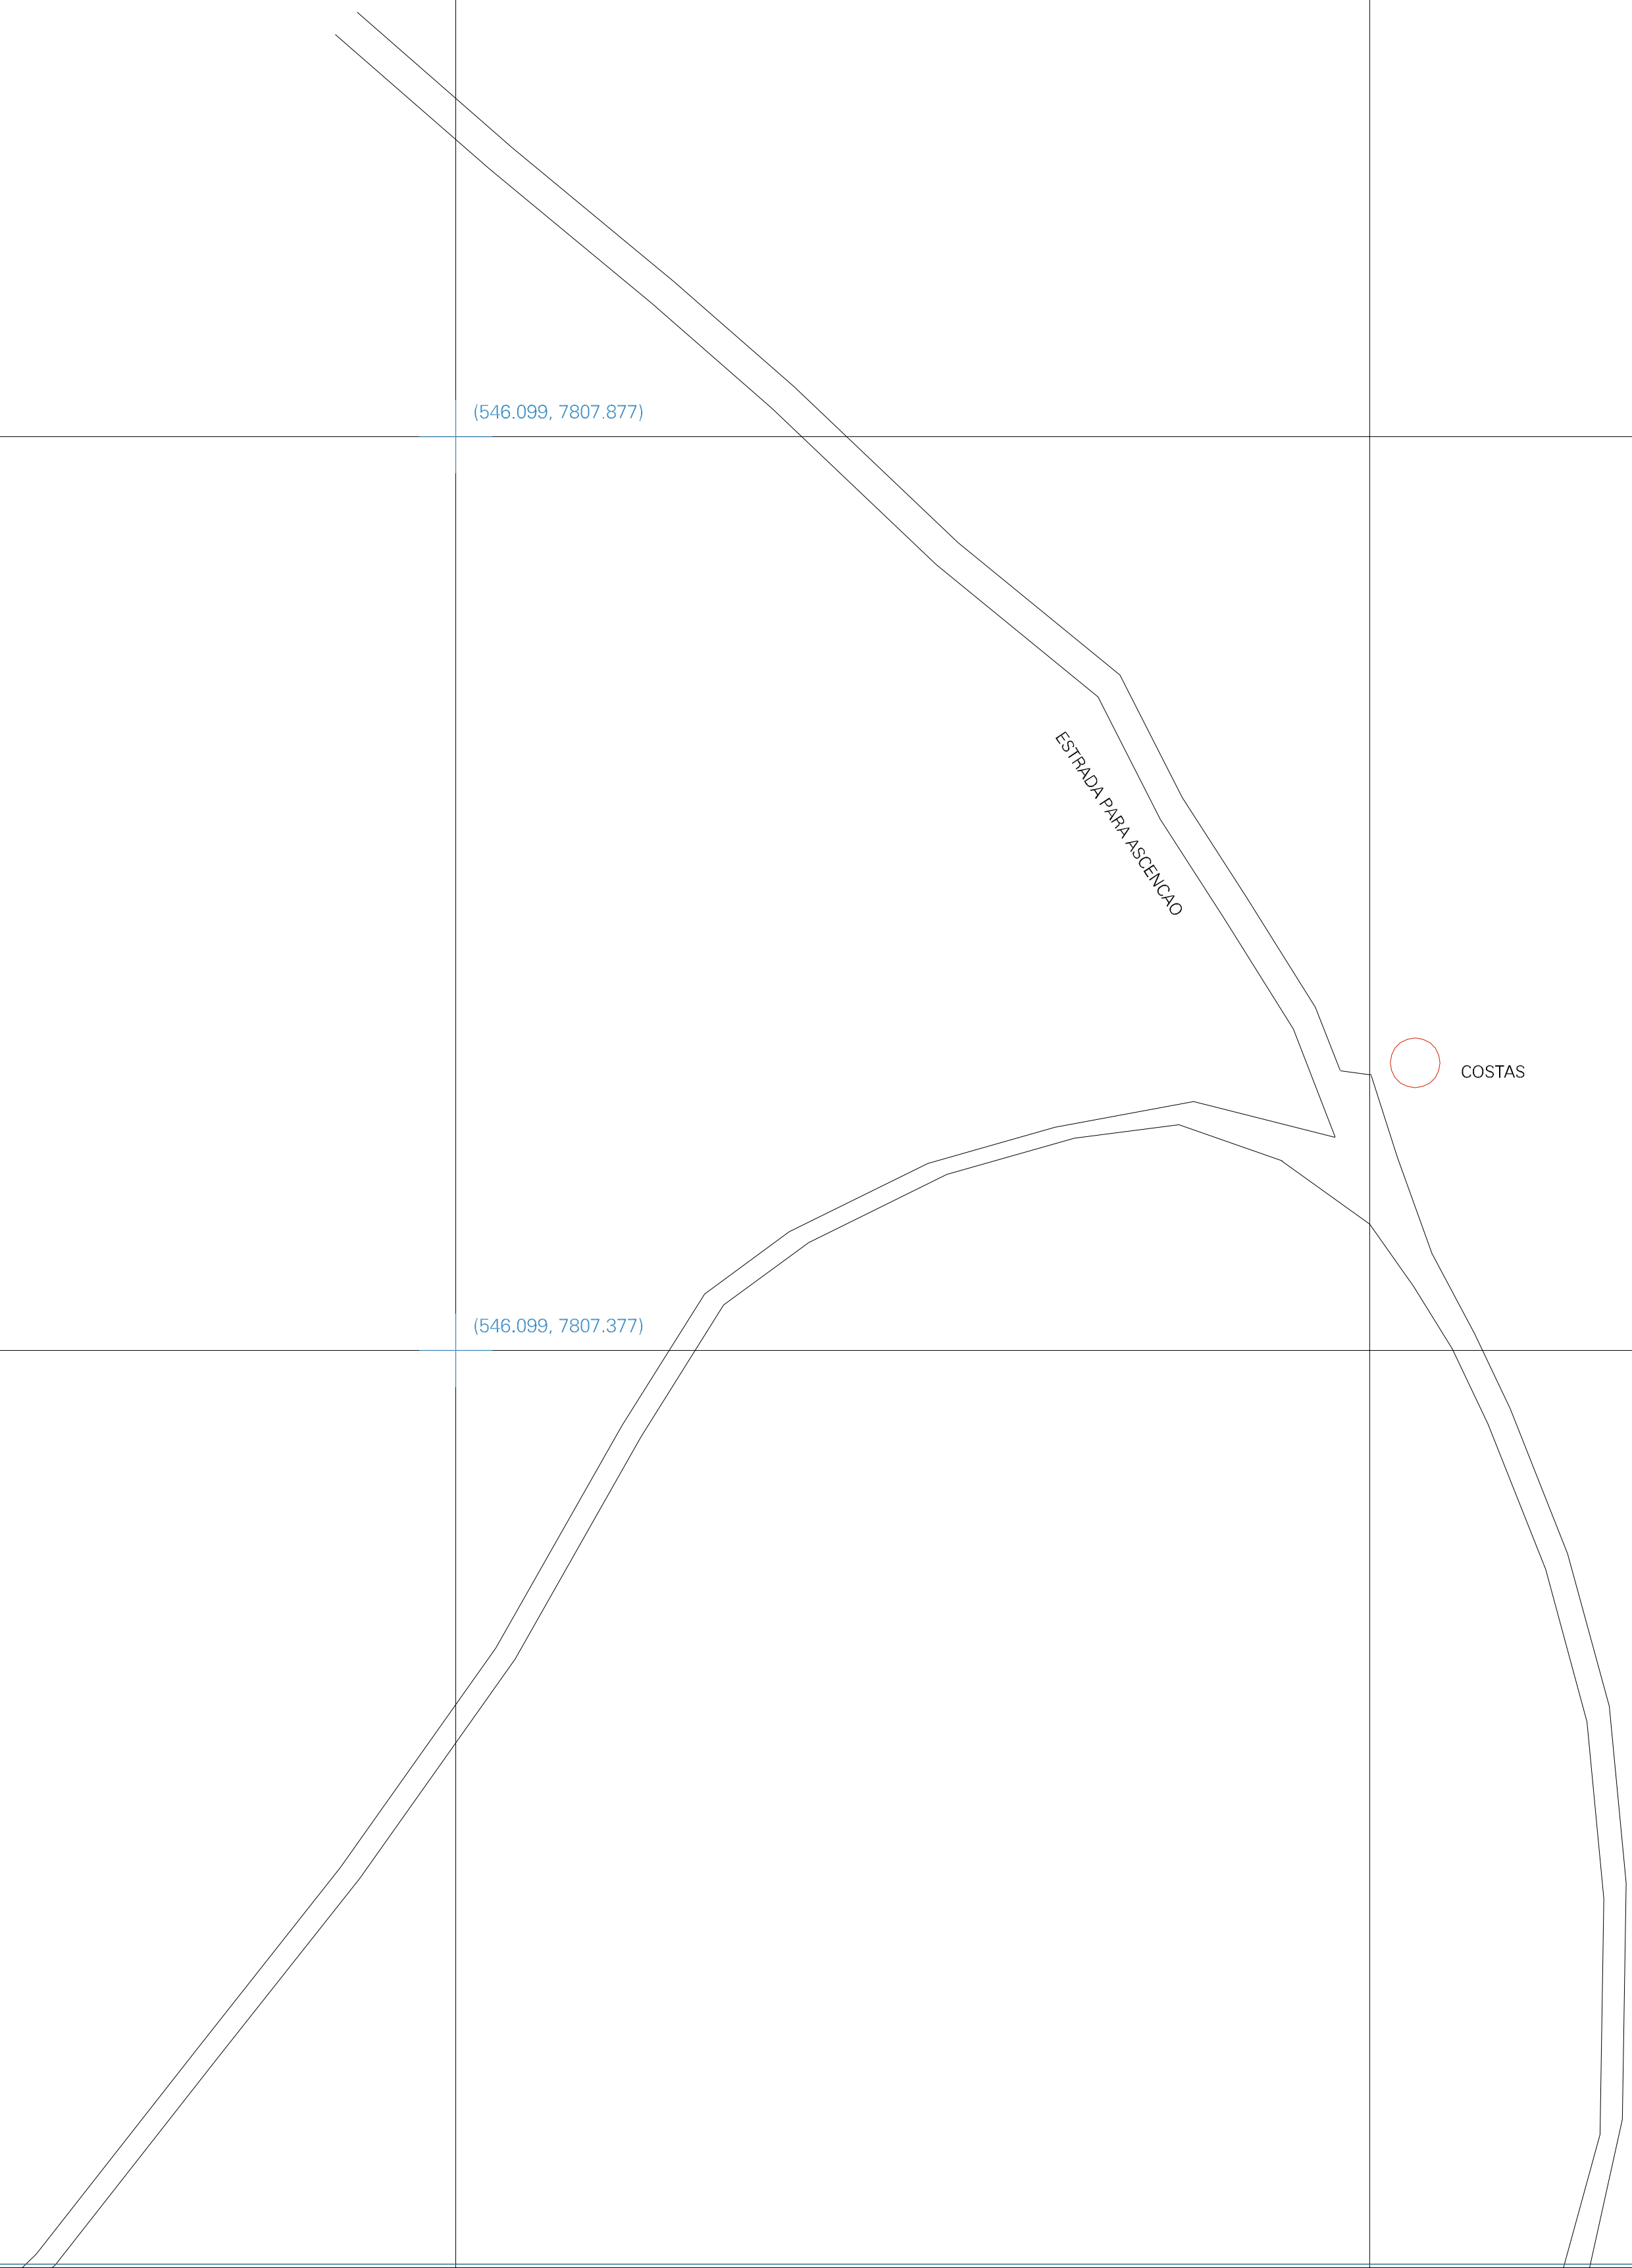 (546.099, 7807.877)
ESTRADA PARA ASCENCAO
COSTAS
(546.099, 7807.377)